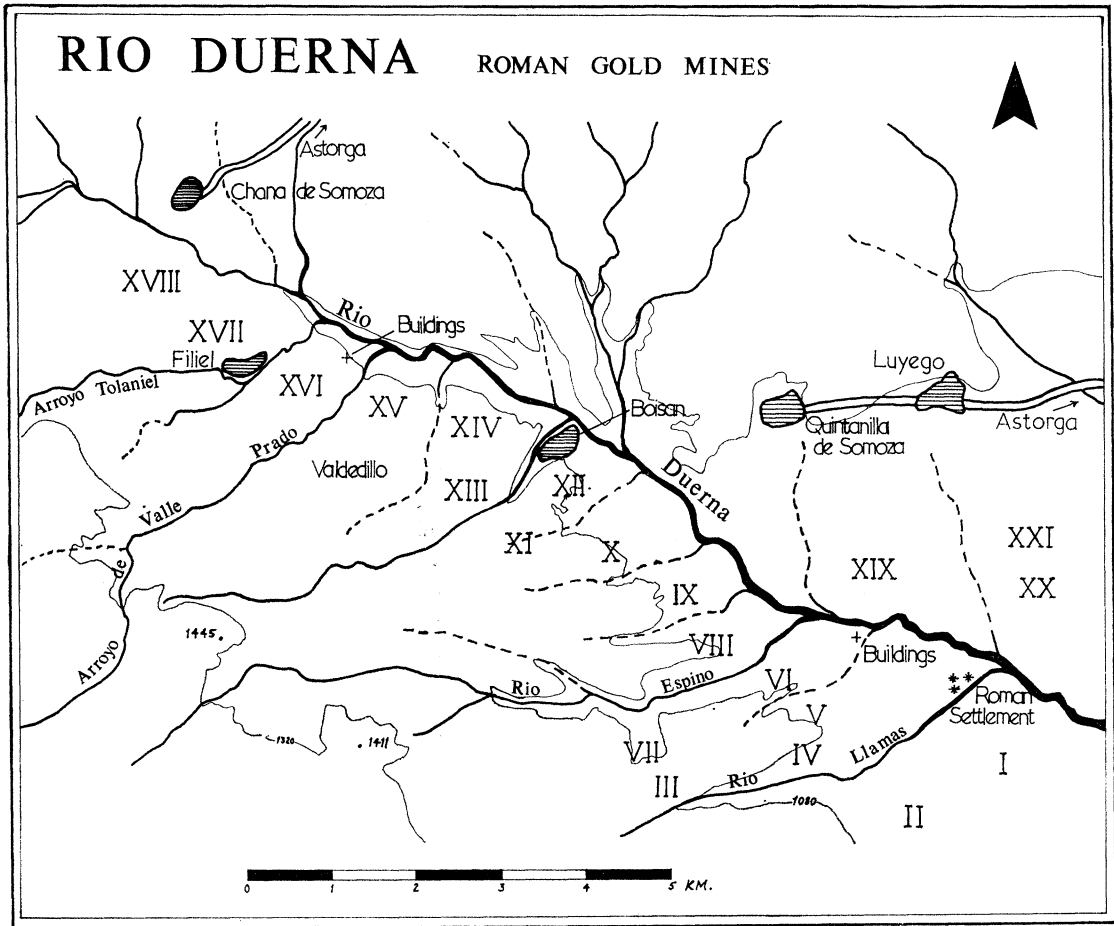 RIO DUERNA
ROMAN GOLD MINES
Astorga
Chana de Somoza
XVIII
Rio
Buildings
XVII
Filiel
Arroyo Tolaniel
XVI
XV
Luyego
Boisan
Quintanilla
de Somoza
Astorga
Prado
XIV
Valdedillo
XIII
XII
Duerna
Valle
XI
X
XXI
de
IX
XIX
XX
1445
Arroyo
VIII
Buildings
Rio
Espino
VI
Roman
Settlement
V
1320
1411
VII
IV
Llamas
III
Rio
I
1080
II
0 1 2 3 4 5 KM.